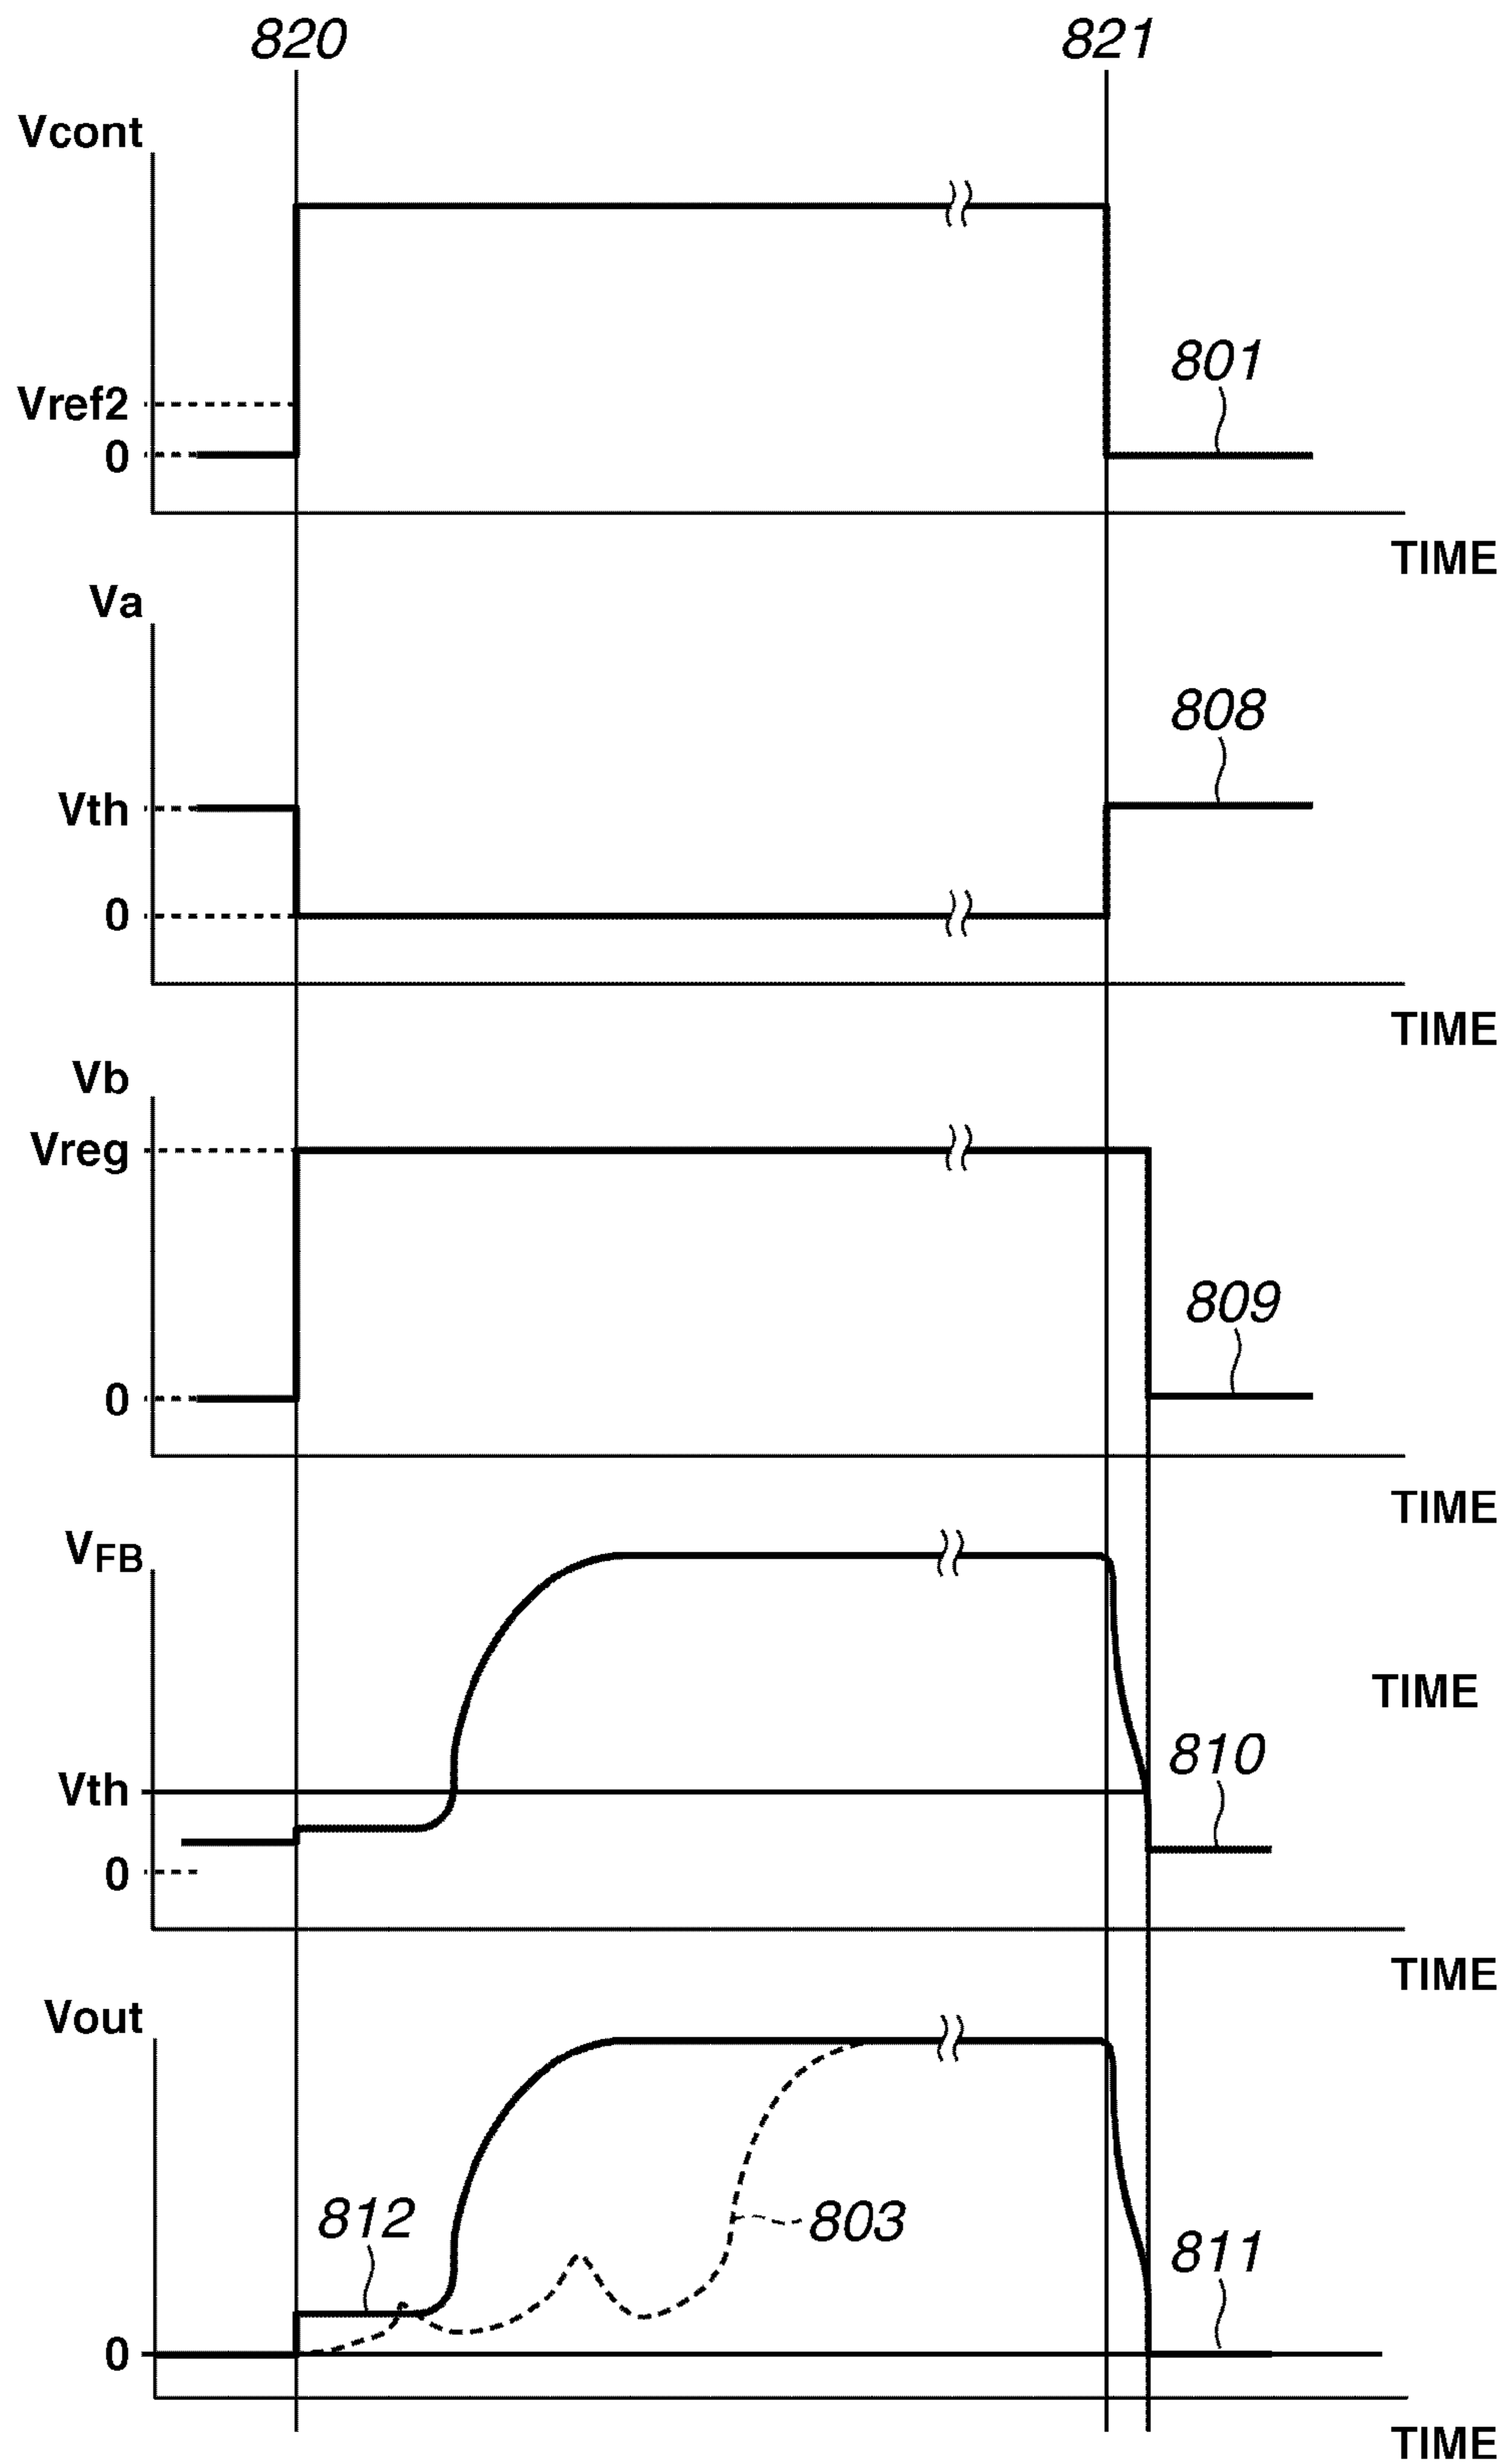 820
821
Vcont
Vref2
0
801
TIME
Va
808
Vth
0
TIME
Vb
Vreg
809
0
TIME
VFB
TIME
810
Vth
0
TIME
Vout
812
803
811
0
TIME